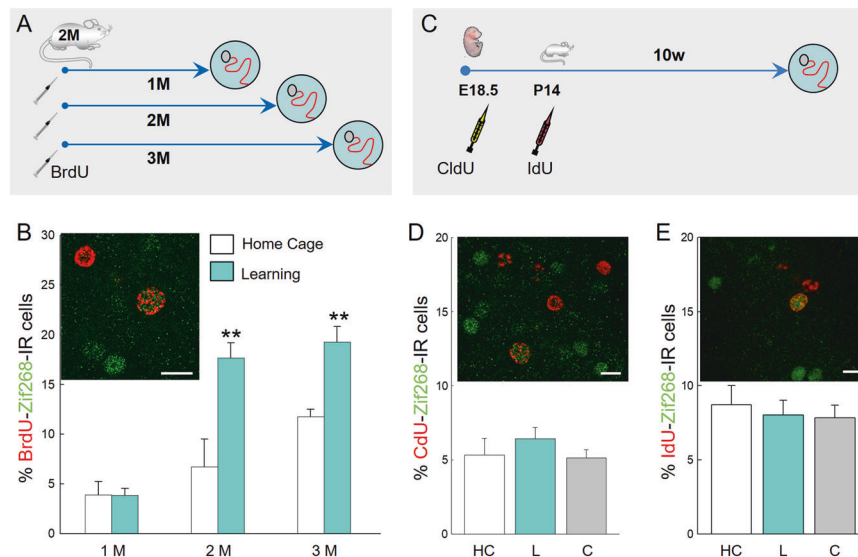 A
2M
1M
2M
3M
BrdU
C
10w
E18.5
P14
CldU
IdU
B
% BrdU-Zif268-IR cells
30
25
20
15
10
5
0
Home Cage
Learning
**
**
1 M
2 M
3 M
D
% CdU-Zif268-IR cells
20
15
10
5
0
HC
L
C
E
% IdU-Zif268-IR cells
20
15
10
5
0
HC
L
C